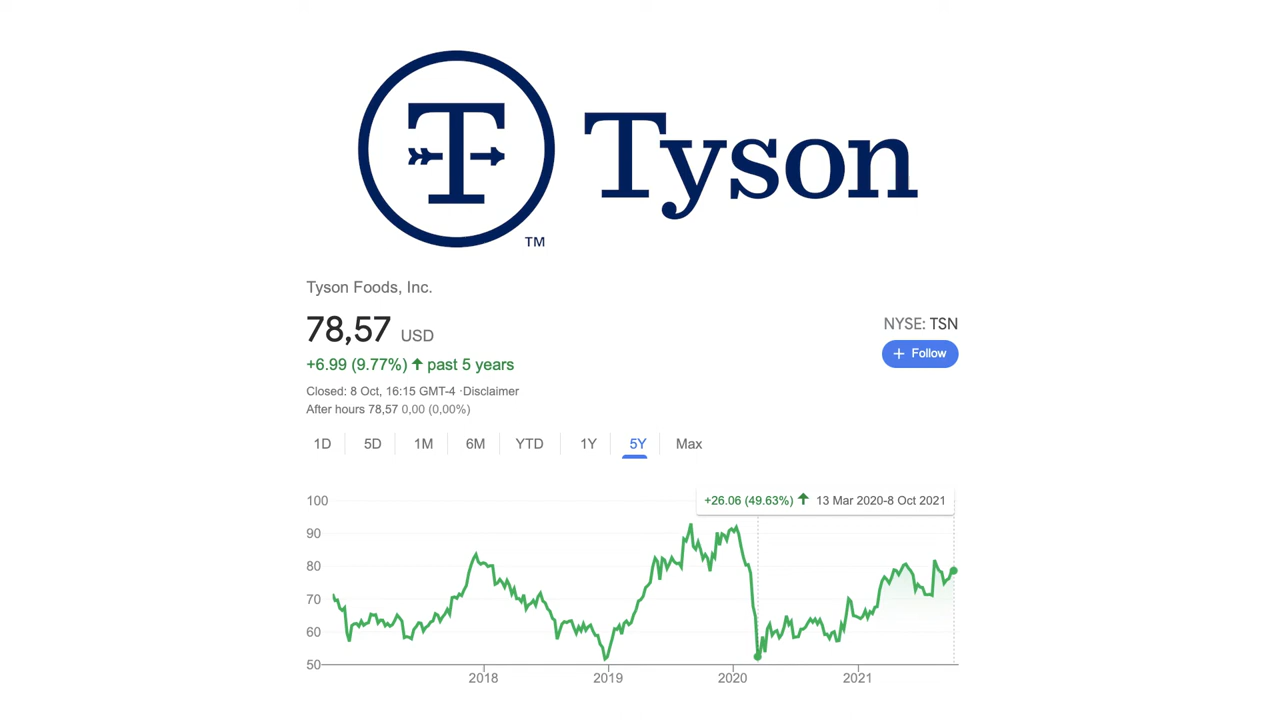 T Tyson
TM
Tyson Foods, Inc.
78,57 USD
NYSE: TSN
+6.99 (9.77%) ↑ past 5 years
+ Follow
Closed: 8 Oct, 16:15 GMT-4 ·Disclaimer
After hours 78,57 0,00 (0,00%)
1D 5D 1M 6M YTD 1Y 5Y Max
+26.06 (49.63%) ↑ 13 Mar 2020-8 Oct 2021
100
90
80
70
60
50
2018 2019 2020 2021